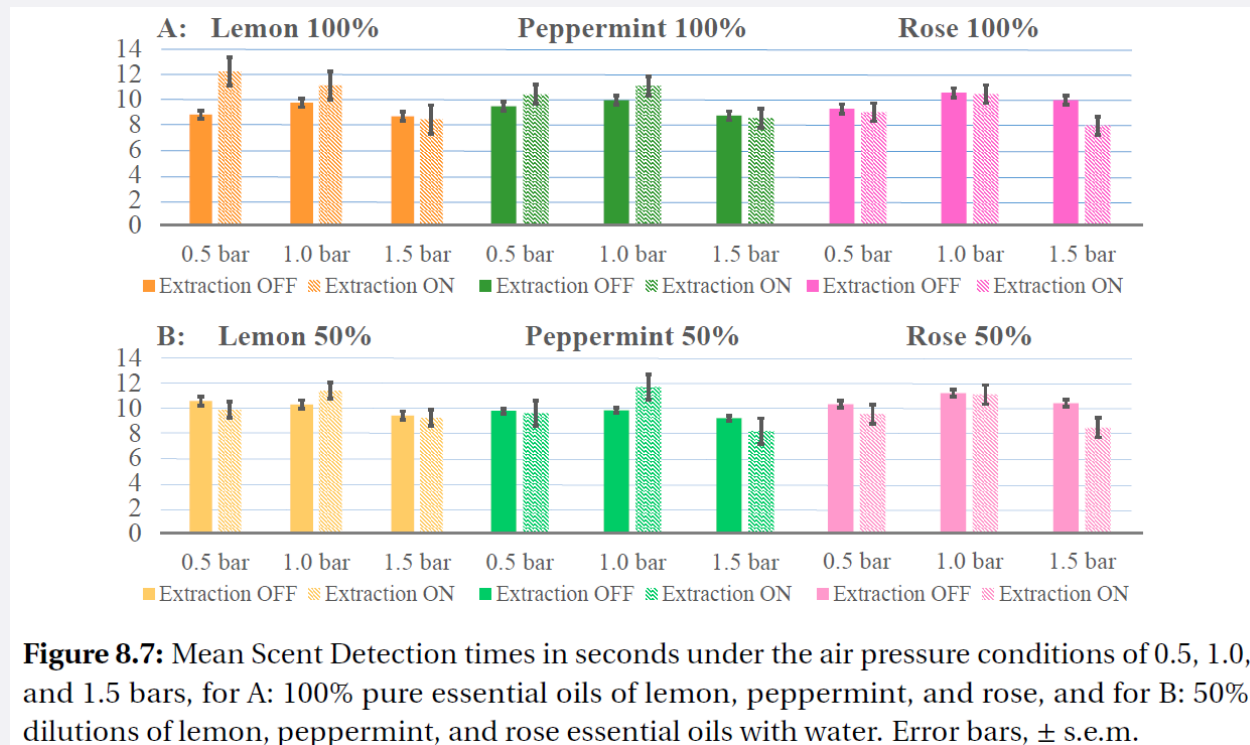 A: Lemon 100% Peppermint 100% Rose 100%
14
12
10
8
6
4
2
0
0.5 bar 1.0 bar 1.5 bar 0.5 bar 1.0 bar 1.5 bar 0.5 bar 1.0 bar 1.5 bar
Extraction OFF Extraction ON Extraction OFF Extraction ON Extraction OFF Extraction ON
B: Lemon 50% Peppermint 50% Rose 50%
14
12
10
8
6
4
2
0
0.5 bar 1.0 bar 1.5 bar 0.5 bar 1.0 bar 1.5 bar 0.5 bar 1.0 bar 1.5 bar
Extraction OFF Extraction ON Extraction OFF Extraction ON Extraction OFF Extraction ON
Figure 8.7: Mean Scent Detection times in seconds under the air pressure conditions of 0.5, 1.0,
and 1.5 bars, for A: 100% pure essential oils of lemon, peppermint, and rose, and for B: 50%
dilutions of lemon, peppermint, and rose essential oils with water. Error bars, ± s.e.m.